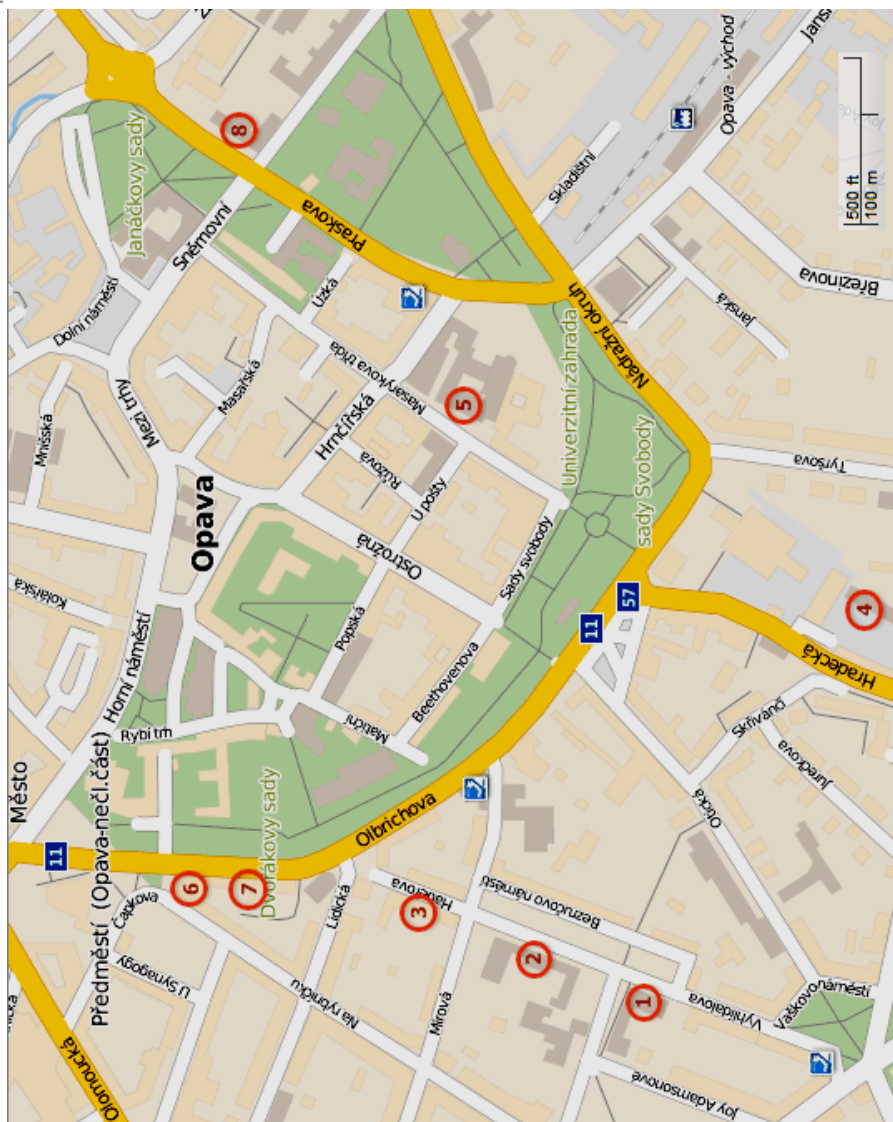 Janáčkovy sady
8
Sněmovní
Dolní náměstí
Praskova
Skladištní
Opava - východ
500 ft
100 m
Mezi trhy
Mnišská
Masařská
Úzká
Masarykova třída
Hrnčířská
5
Univerzitní zahrada
Nádražní okruh
Janská
Březinova
Opava
Růžová
U pošty
Ostrožná
Sady svobody
sady Svobody
Tyršova
Kolářská
Horní náměstí
Popská
Beethovenova
Matiční
Rybí trh
11
57
4
Hradecká
Město
Předměstí (Opava-nečl.část)
11
Dvořákovy sady
Olbrichova
Skřivančí
Jurečkova
Otická
6
7
Čapkova
U Synagogy
Lidická
3
Bezručovo náměstí
Na rybníčku
Mírová
2
1
Vyhlídalova
Vaškovo náměstí
Joy Adamsonové
Olomoucká